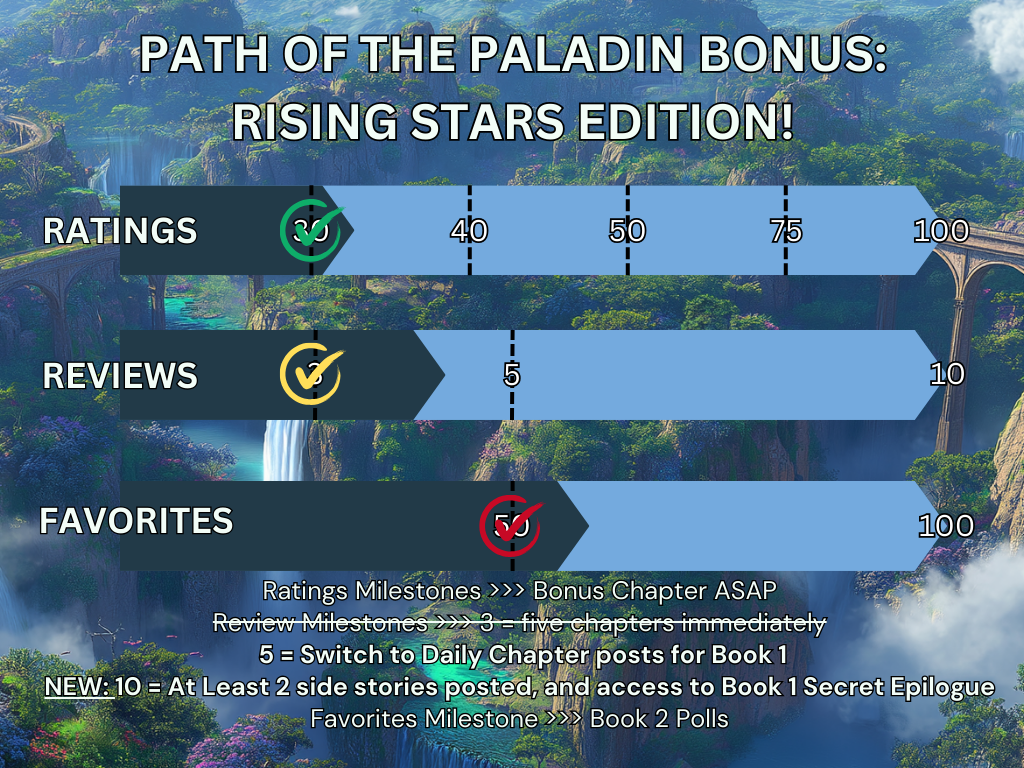 PATH OF THE PALADIN BONUS:
RISING STARS EDITION!
RATINGS 30 40 50 75 100
REVIEWS 3 5 10
FAVORITES 50 100
Ratings Milestones >>> Bonus Chapter ASAP
Review Milestones >>> 3 = five chapters immediately
5 = Switch to Daily Chapter posts for Book 1
NEW: 10 = At Least 2 side stories posted, and access to Book 1 Secret Epilogue
Favorites Milestone >>> Book 2 Polls